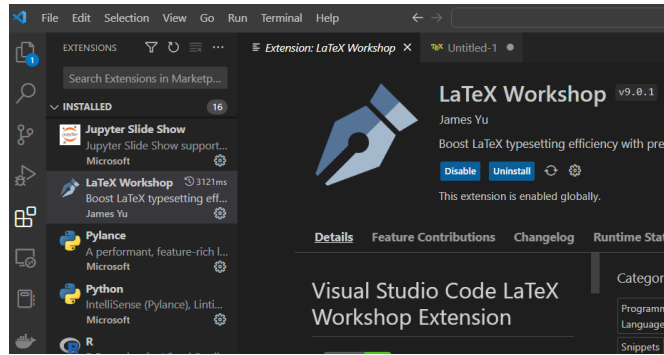 File Edit Selection View Go Run Terminal Help
EXTENSIONS
Search Extensions in Marketp...
INSTALLED 16
Jupyter Slide Show
Jupyter Slide Show support...
Microsoft
LaTeX Workshop 3121ms
Boost LaTeX typesetting eff...
James Yu
Pylance
A performant, feature-rich l...
Microsoft
Python
IntelliSense (Pylance), Linti...
Microsoft
R
1
Extension: LaTeX Workshop
TEX Untitled-1
LaTeX Workshop v9.0.1
James Yu
Boost LaTeX typesetting efficiency with pre
Disable Uninstall
This extension is enabled globally.
Details Feature Contributions Changelog Runtime Stat
Visual Studio Code LaTeX
Workshop Extension
Categor
Programm
Language
Snippets